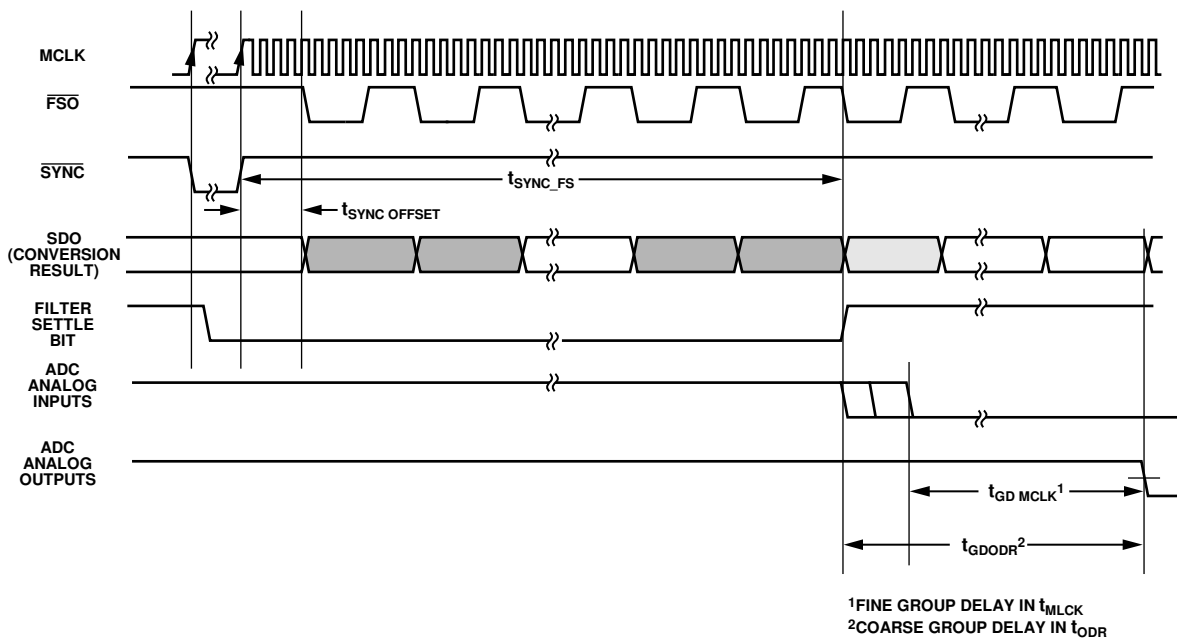 MCLK
FSO
SYNC
tSYNC_FS
tSYNC OFFSET
SDO
(CONVERSION
RESULT)
FILTER
SETTLE
BIT
ADC
ANALOG
INPUTS
ADC
ANALOG
OUTPUTS
tGD MCLK1
tGDODR2
1FINE GROUP DELAY IN tMLCK
2COARSE GROUP DELAY IN tODR